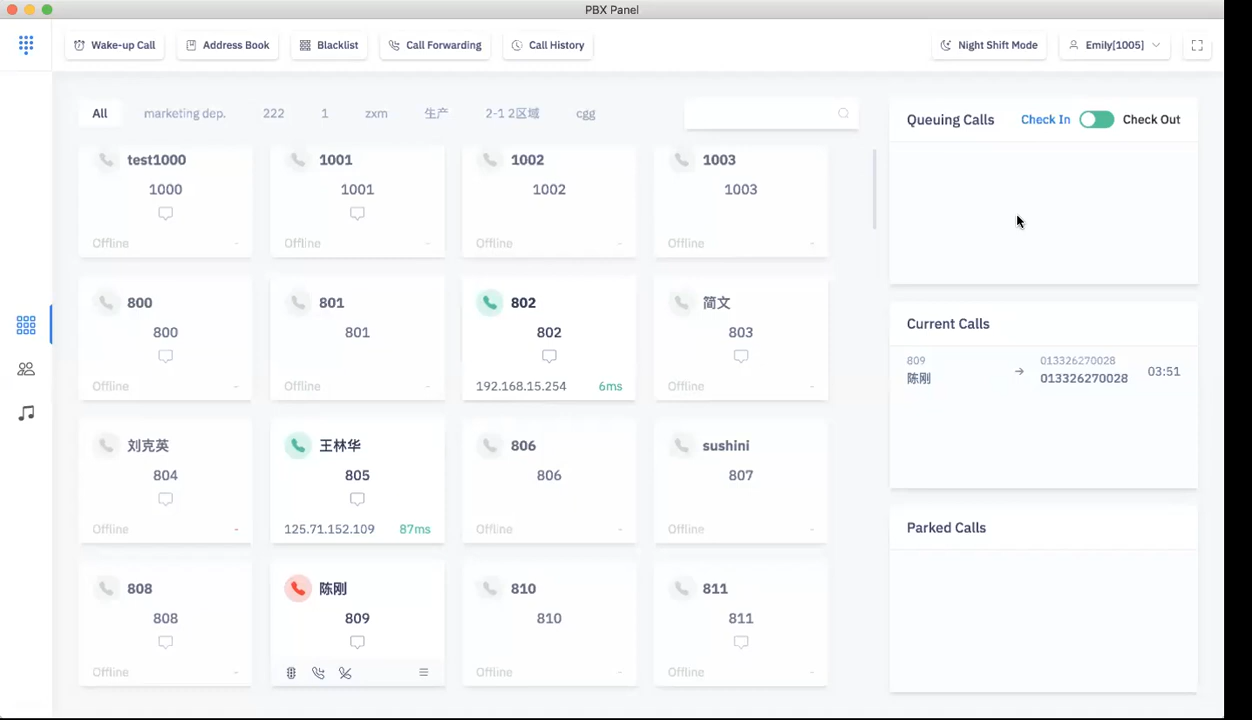 PBX Panel
Wake-up Call Address Book Blacklist Call Forwarding Call History Night Shift Mode Emily[1005]
All marketing dep. 222 1 zxm 生产 2-1 2区域 cgg
test1000 1001 1002 1003
1000 1001 1002 1003
Offline - Offline - Offline - Offline -
800 801 802 简文
800 801 802 803
Offline - Offline - 192.168.15.254 6ms Offline -
刘克英 王林华 806 sushini
804 805 806 807
Offline - 125.71.152.109 87ms Offline - Offline -
808 陈刚 810 811
808 809 810 811
Offline - Offline - Offline -
Queuing Calls Check In Check Out
Current Calls
809 013326270028
陈刚 → 013326270028 03:51
Parked Calls